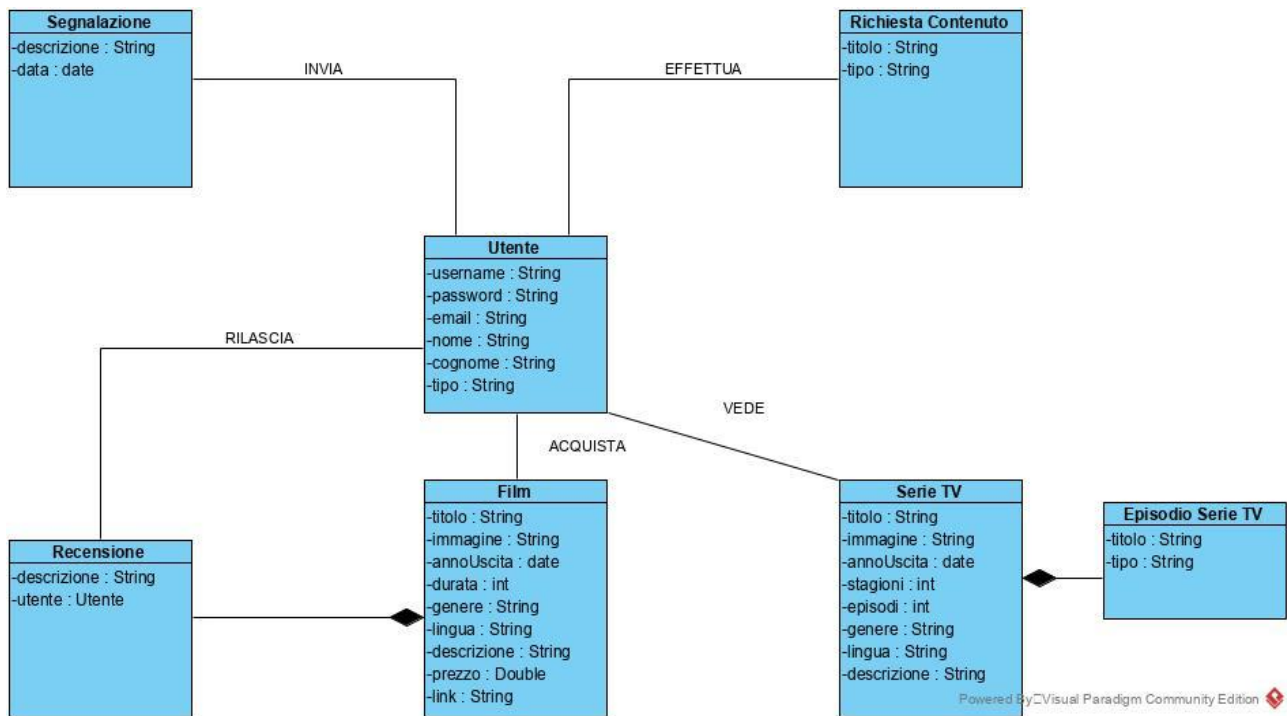 Segnalazione
-descrizione : String
-data : date
INVIA
EFFETTUA
Richiesta Contenuto
-titolo : String
-tipo : String
Utente
-username : String
-password : String
-email : String
-nome : String
-cognome : String
-tipo : String
RILASCIA
VEDE
ACQUISTA
Recensione
-descrizione : String
-utente : Utente
Film
-titolo : String
-immagine : String
-annoUscita : date
-durata : int
-genere : String
-lingua : String
-descrizione : String
-prezzo : Double
-link : String
Serie TV
-titolo : String
-immagine : String
-annoUscita : date
-stagioni : int
-episodi : int
-genere : String
-lingua : String
-descrizione : String
Episodio Serie TV
-titolo : String
-tipo : String
Powered By Visual Paradigm Community Edition